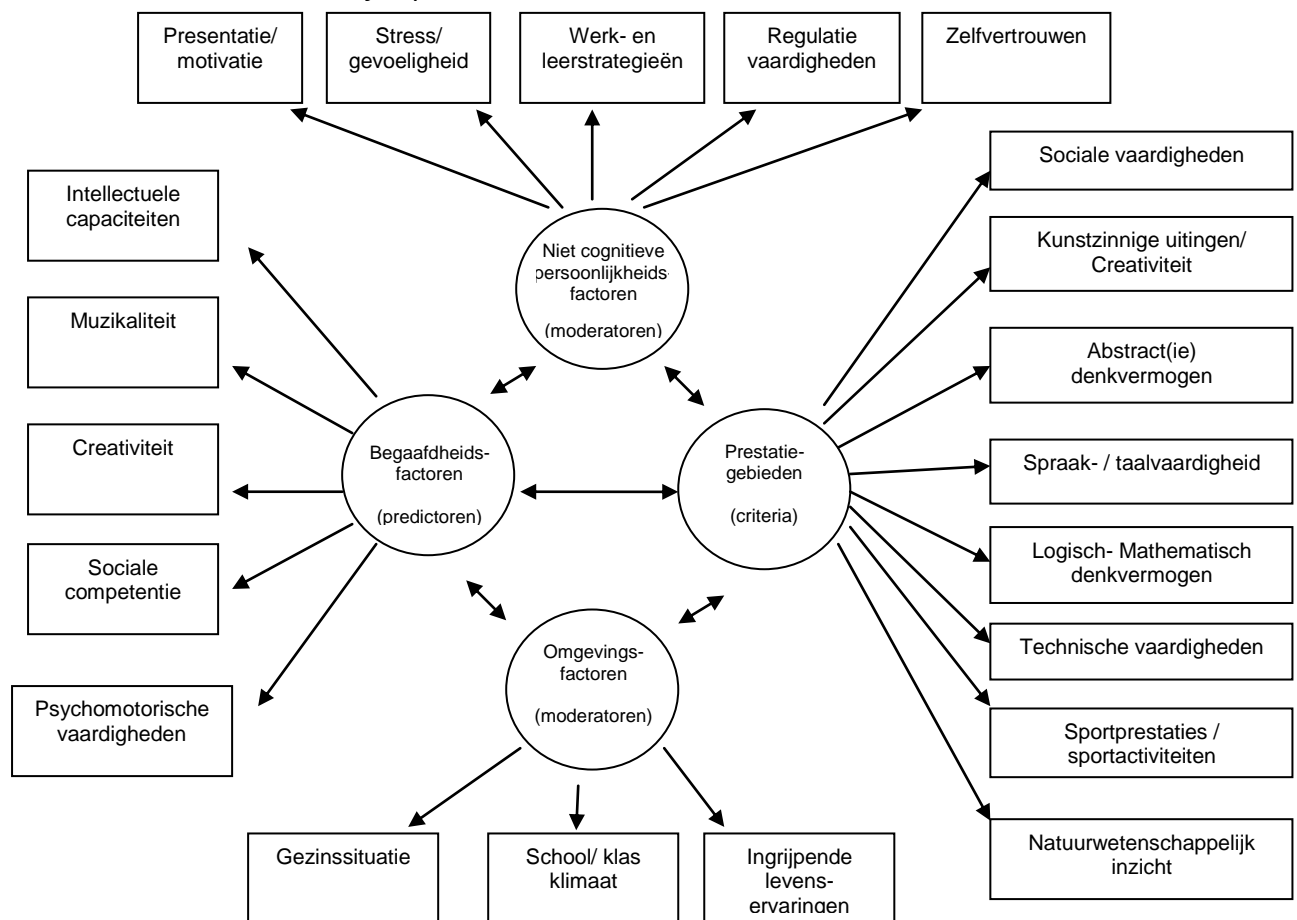 Presentatie/
motivatie
Stress/
gevoeligheid
Werk- en
leerstrategieën
Regulatie
vaardigheden
Zelfvertrouwen
Sociale vaardigheden
Intellectuele
capaciteiten
Niet cognitieve
persoonlijkheids-
factoren
(moderatoren)
Kunstzinnige uitingen/
Creativiteit
Muzikaliteit
Abstract(ie)
denkvermogen
Creativiteit
Begaafdheids-
factoren
(predictoren)
Prestatie-
gebieden
(criteria)
Spraak- / taalvaardigheid
Sociale
competentie
Logisch- Mathematisch
denkvermogen
Omgevings-
factoren
(moderatoren)
Technische vaardigheden
Psychomotorische
vaardigheden
Sportprestaties /
sportactiviteiten
Gezinssituatie
School/ klas
klimaat
Ingrijpende
levens-
ervaringen
Natuurwetenschappelijk
inzicht